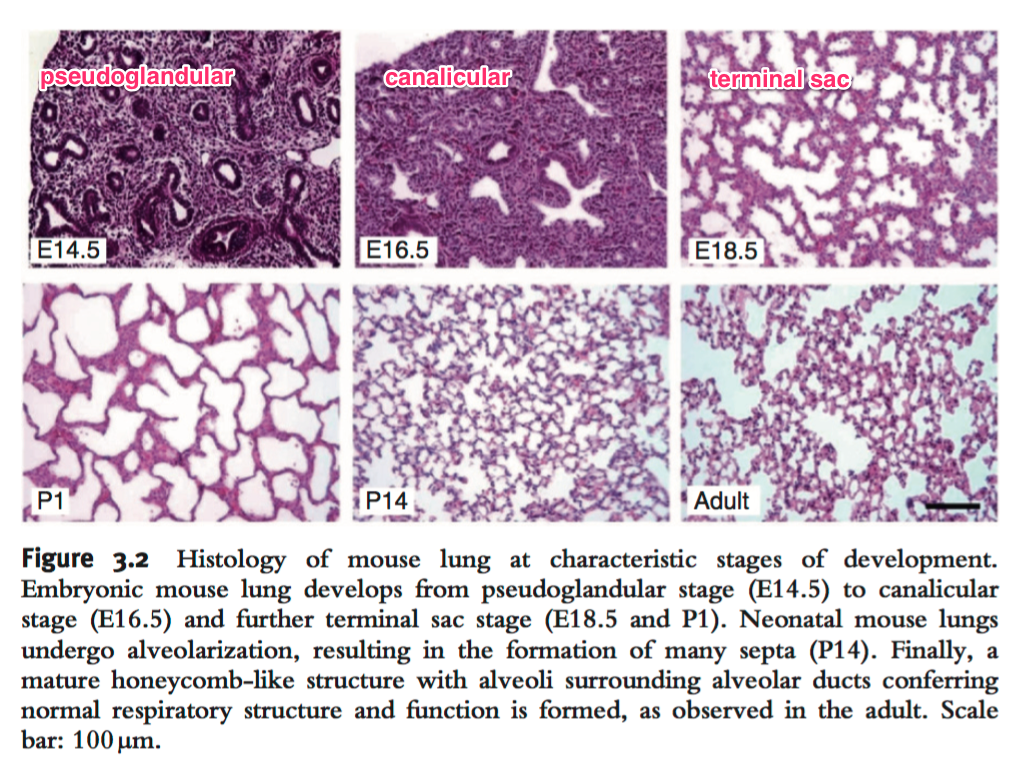 pseudoglandular
canalicular
terminal sac
E14.5
E16.5
E18.5
P1
P14
Adult
Figure 3.2 Histology of mouse lung at characteristic stages of development.
Embryonic mouse lung develops from pseudoglandular stage (E14.5) to canalicular
stage (E16.5) and further terminal sac stage (E18.5 and P1). Neonatal mouse lungs
undergo alveolarization, resulting in the formation of many septa (P14). Finally, a
mature honeycomb-like structure with alveoli surrounding alveolar ducts conferring
normal respiratory structure and function is formed, as observed in the adult. Scale
bar: 100 μm.